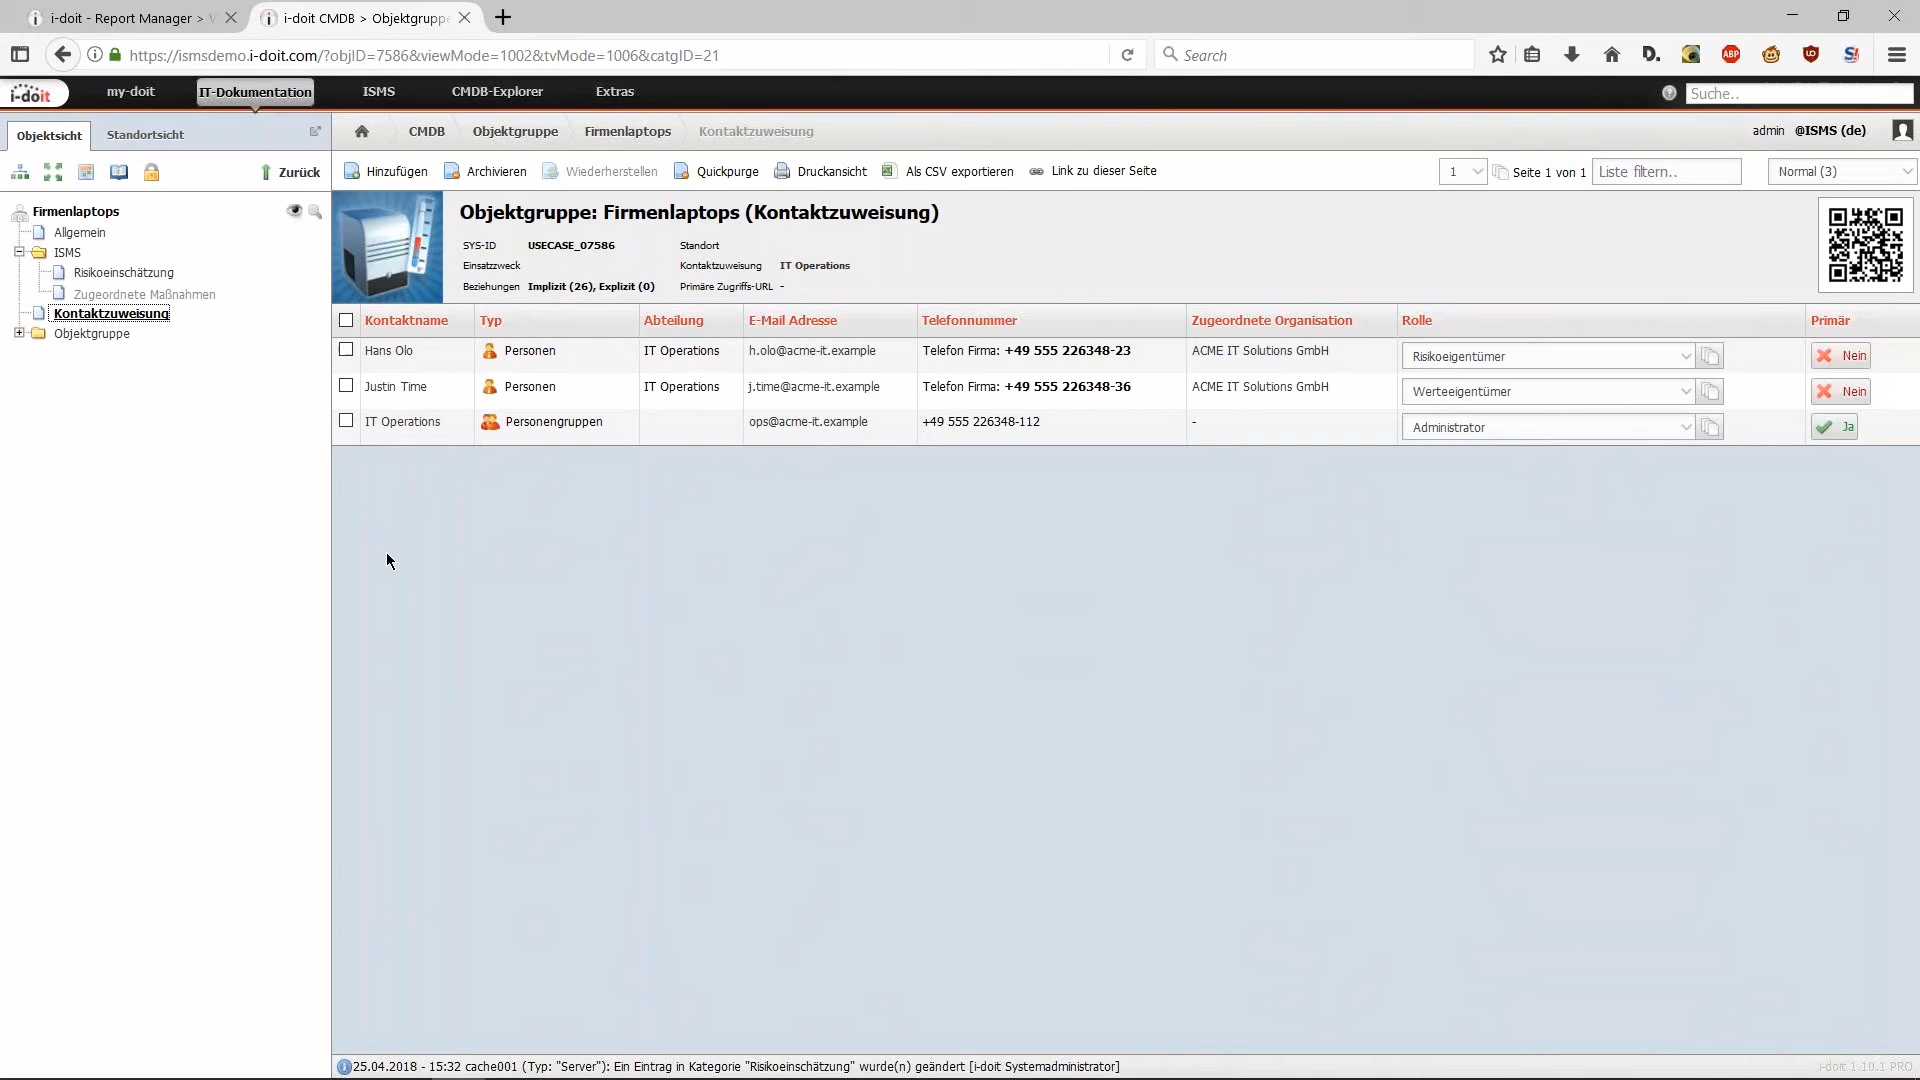 i-doit - Report Manager > V
i-doit CMDB > Objektgruppe
https://ismsdemo.i-doit.com/?objID=7586&viewMode=1002&tvMode=1006&catgID=21
Search
D.
ABP
S!
i-doit
my-doit
IT-Dokumentation
ISMS
CMDB-Explorer
Extras
Suche..
Objektsicht
Standortsicht
CMDB
Objektgruppe
Firmenlaptops
Kontaktzuweisung
admin @ISMS (de)
Zurück
Hinzufügen
Archivieren
Wiederherstellen
Quickpurge
Druckansicht
Als CSV exportieren
Link zu dieser Seite
1
Seite 1 von 1
Liste filtern..
Normal (3)
Firmenlaptops
Allgemein
ISMS
Risikoeinschätzung
Zugeordnete Maßnahmen
Kontaktzuweisung
Objektgruppe
Objektgruppe: Firmenlaptops (Kontaktzuweisung)
SYS-ID USECASE_07586 Standort
Einsatzzweck Kontaktzuweisung IT Operations
Beziehungen Implizit (26), Explizit (0) Primäre Zugriffs-URL -
Kontaktname Typ Abteilung E-Mail Adresse Telefonnummer Zugeordnete Organisation Rolle Primär
Hans Olo Personen IT Operations h.olo@acme-it.example Telefon Firma: +49 555 226348-23 ACME IT Solutions GmbH Risikoeigentümer Nein
Justin Time Personen IT Operations j.time@acme-it.example Telefon Firma: +49 555 226348-36 ACME IT Solutions GmbH Werteeigentümer Nein
IT Operations Personengruppen ops@acme-it.example +49 555 226348-112 - Administrator Ja
25.04.2018 - 15:32 cache001 (Typ: "Server"): Ein Eintrag in Kategorie "Risikoeinschätzung" wurde(n) geändert [i-doit Systemadministrator]
i-doit 1.10.1 PRO